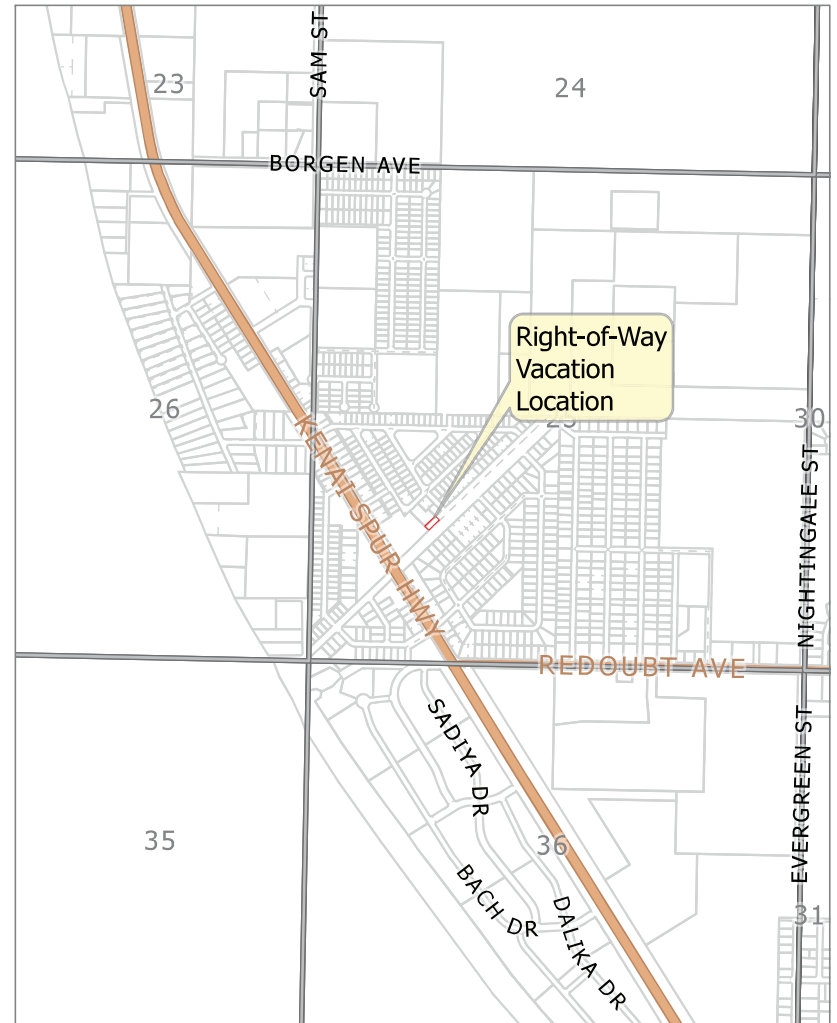 SAM ST
23
24
BORGEN AVE
Right-of-Way
Vacation
Location
26
25
30
KENAI SPUR HWY
NIGHTINGALE ST
REDOUBT AVE
SADIYA DR
EVERGREEN ST
35
36
BACH DR
DALIKA DR
31